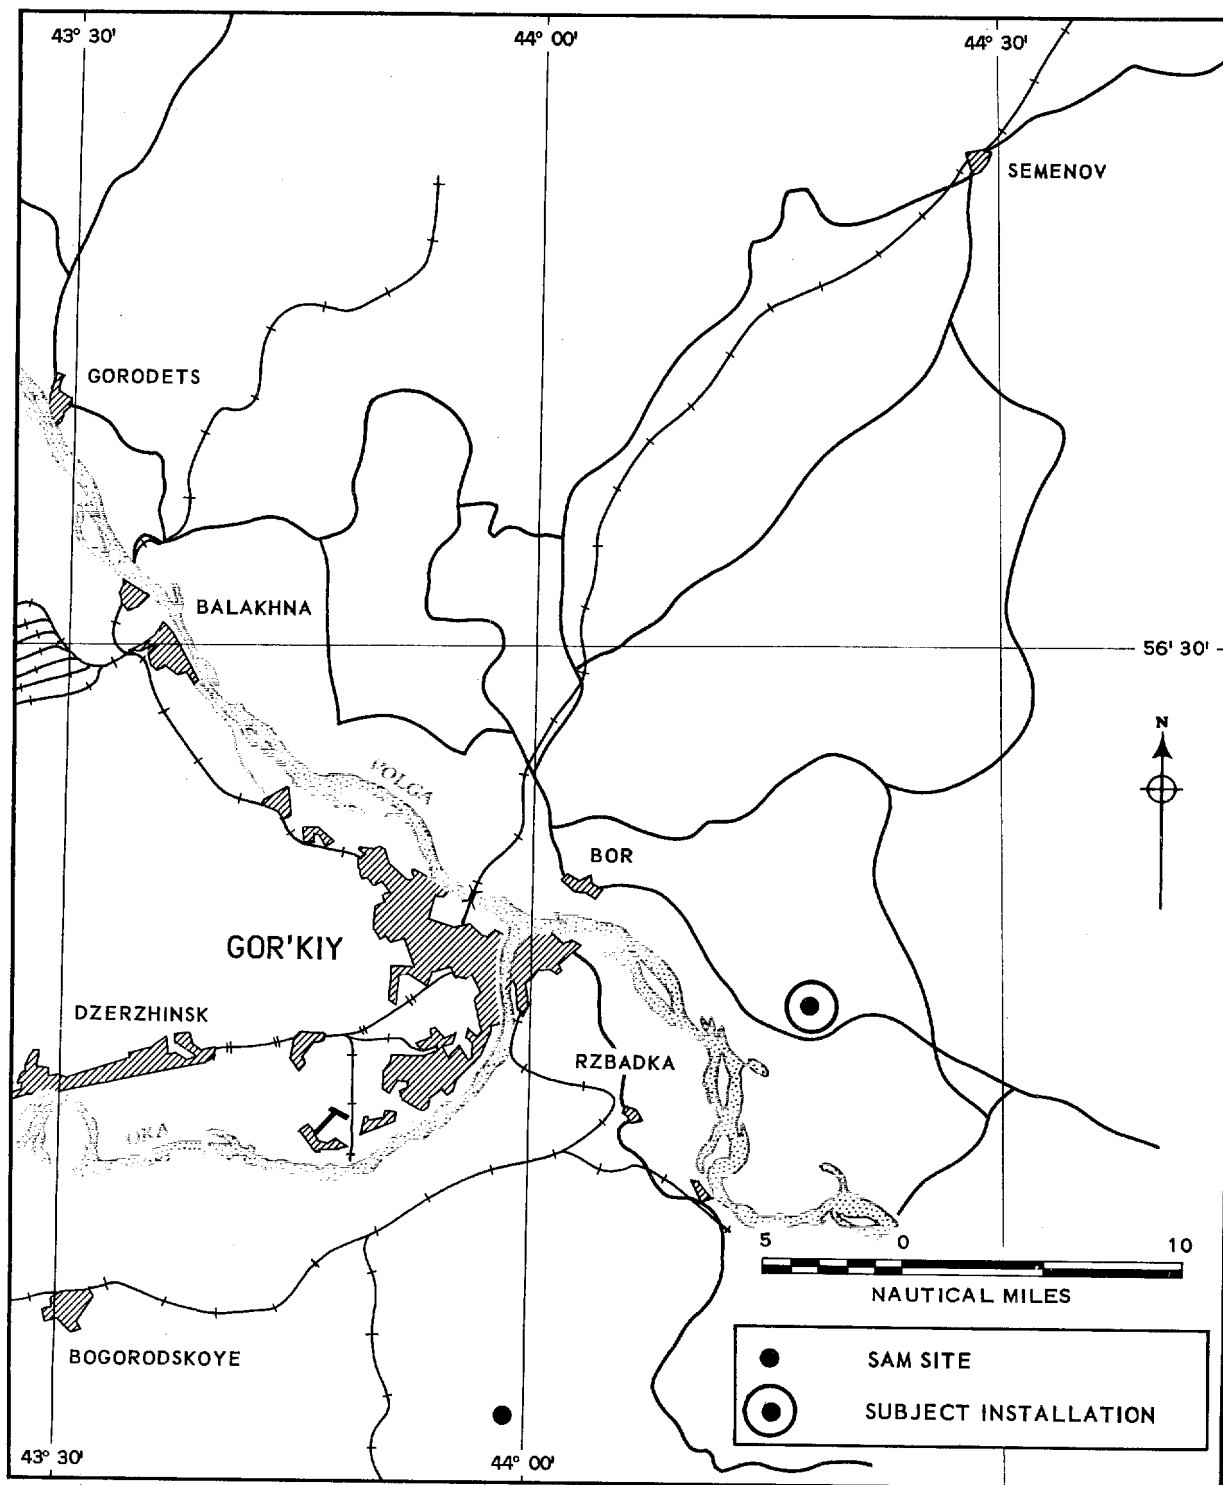 43° 30'
44° 00'
44° 30'
SEMENOV
GORODETS
BALAKHNA
56' 30'
N
VOLGA
BOR
GOR'KIY
DZERZHINSK
RZBADKA
OKA
5 0 10
NAUTICAL MILES
BOGORODSKOYE
SAM SITE
SUBJECT INSTALLATION
43° 30'
44° 00'